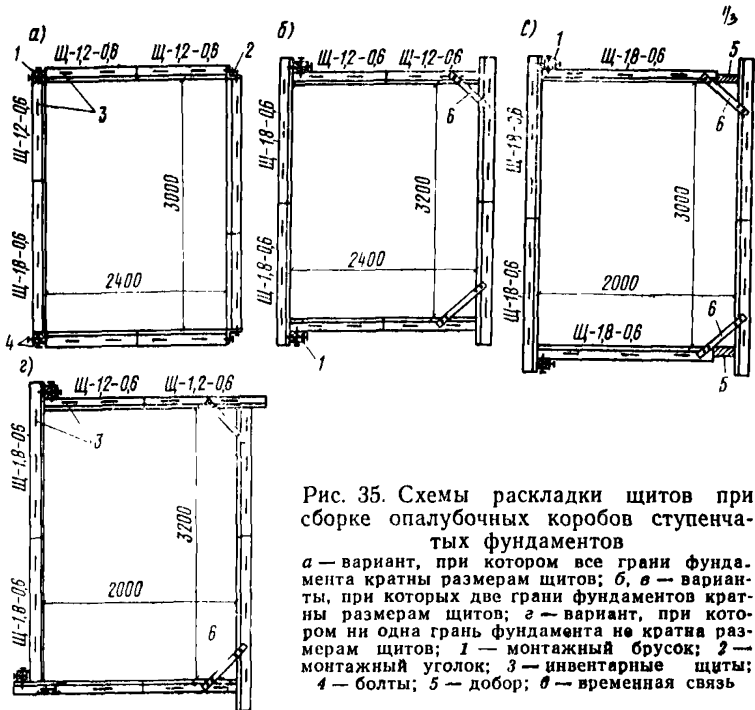 а)
б)
в)
1/3
1
Щ-1,2-0,6 Щ-1,2-0,6
2
Щ-1,2-0,6 Щ-1,2-0,6
1
5
Щ-1,8-0,6
3
6
6
Щ-1,2-0,6
Щ-1,8-0,6
Щ-1,8-0,6
3000
3200
3000
2400
2400
2000
Щ-1,8-0,6
Щ-1,8-0,6
Щ-1,8-0,6
6
4
1
Щ-1,8-0,6
5
г)
Щ-1,2-0,6 Щ-1,2-0,6
3
Щ-1,8-0,6
3200
2000
Щ-1,8-0,6
6
Рис. 35. Схемы раскладки щитов при
сборке опалубочных коробов ступенча-
тых фундаментов
а — вариант, при котором все грани фунда-
мента кратны размерам щитов; б, в — вариан-
ты, при которых две грани фундаментов крат-
ны размерам щитов; г — вариант, при кото-
ром ни одна грань фундамента не кратна раз-
мерам щитов; 1 — монтажный брусок; 2 —
монтажный уголок; 3 — инвентарные щиты;
4 — болты; 5 — добор; 6 — временная связь